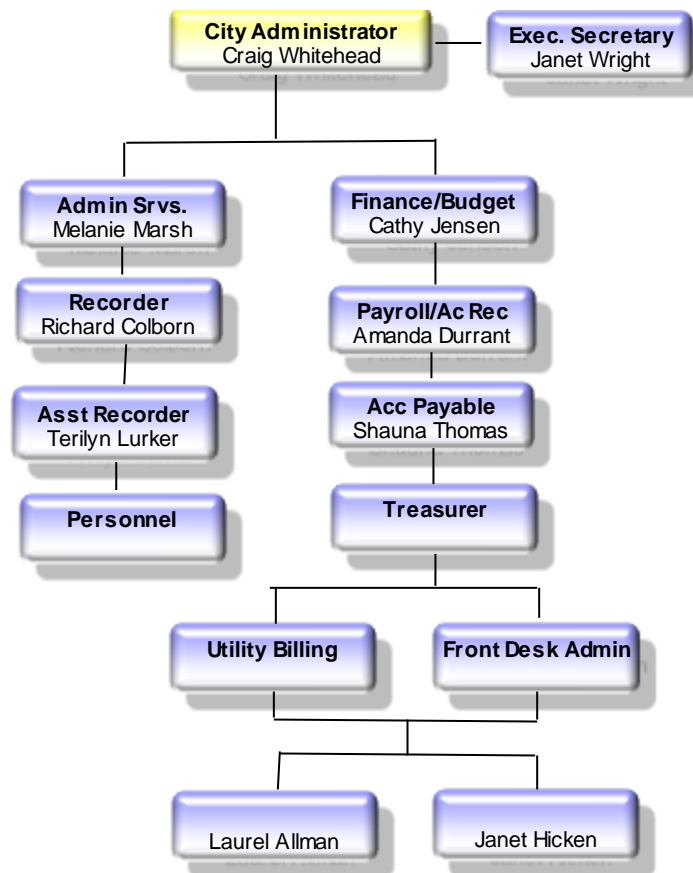 City Administrator
Craig Whitehead
Exec. Secretary
Janet Wright
Admin Srvs.
Melanie Marsh
Finance/Budget
Cathy Jensen
Recorder
Richard Colborn
Payroll/Ac Rec
Amanda Durrant
Asst Recorder
Terilyn Lurker
Acc Payable
Shauna Thomas
Personnel
Treasurer
Utility Billing
Front Desk Admin
Laurel Allman
Janet Hicken